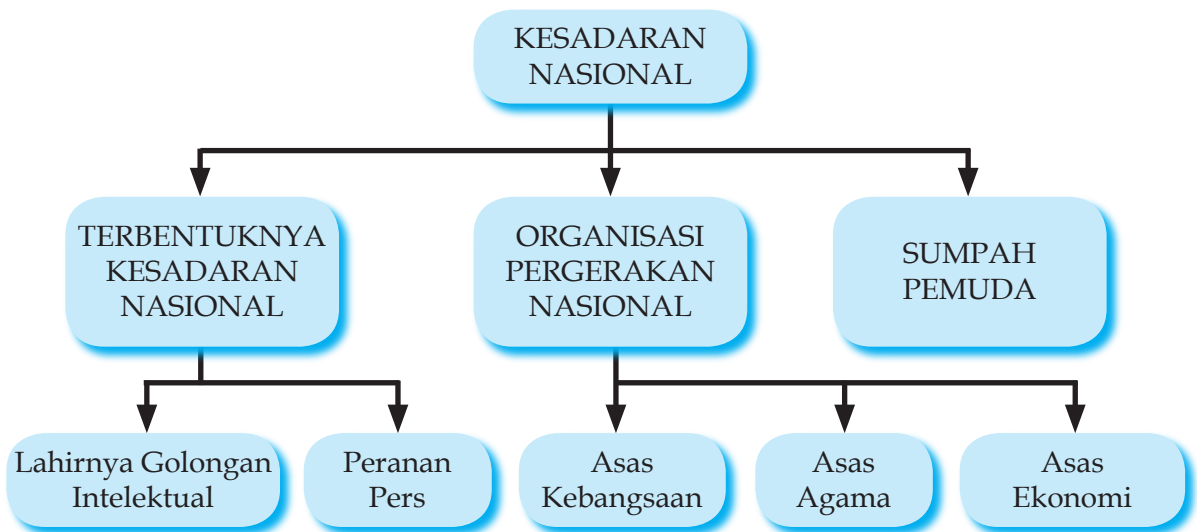 KESADARAN
NASIONAL
TERBENTUKNYA
KESADARAN
NASIONAL
ORGANISASI
PERGERAKAN
NASIONAL
SUMPAH
PEMUDA
Lahirnya Golongan
Intelektual
Peranan
Pers
Asas
Kebangsaan
Asas
Agama
Asas
Ekonomi